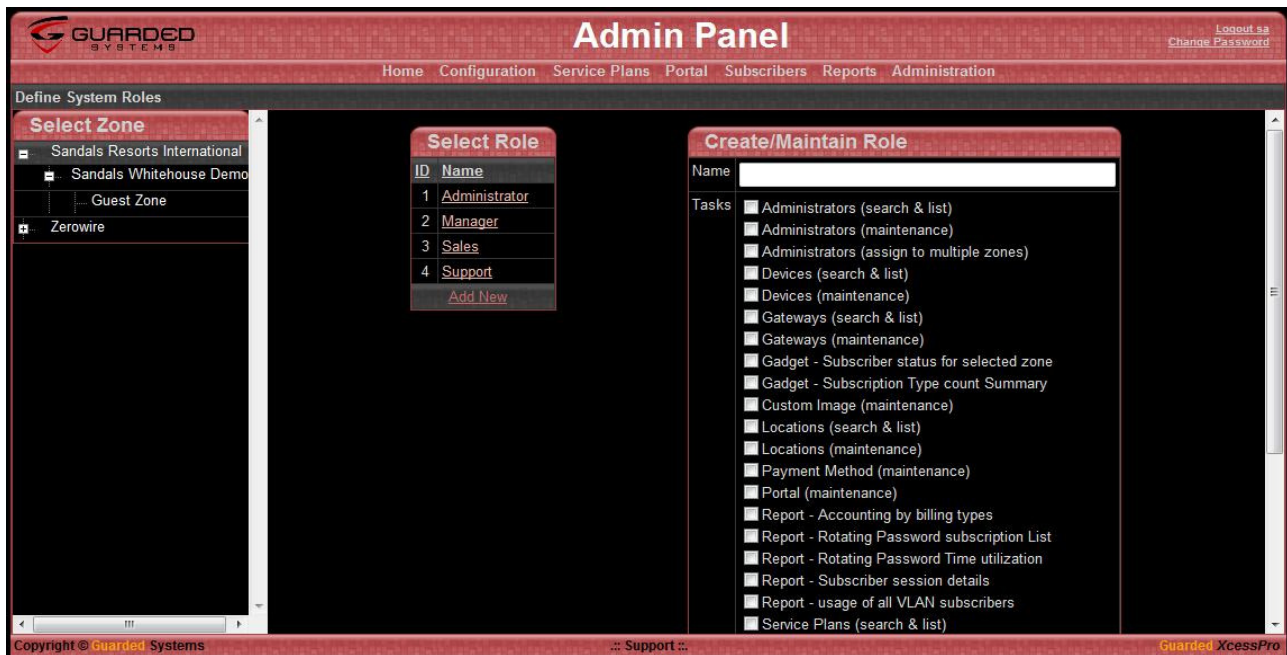 GUARDED
SYSTEMS
Admin Panel
Logout sa
Change Password
Home Configuration Service Plans Portal Subscribers Reports Administration
Define System Roles
Select Zone
Sandals Resorts International
Sandals Whitehouse Demo
Guest Zone
Zerowire
Select Role
ID Name
1 Administrator
2 Manager
3 Sales
4 Support
Add New
Create/Maintain Role
Name
Tasks
Administrators (search & list)
Administrators (maintenance)
Administrators (assign to multiple zones)
Devices (search & list)
Devices (maintenance)
Gateways (search & list)
Gateways (maintenance)
Gadget - Subscriber status for selected zone
Gadget - Subscription Type count Summary
Custom Image (maintenance)
Locations (search & list)
Locations (maintenance)
Payment Method (maintenance)
Portal (maintenance)
Report - Accounting by billing types
Report - Rotating Password subscription List
Report - Rotating Password Time utilization
Report - Subscriber session details
Report - usage of all VLAN subscribers
Service Plans (search & list)
Copyright © Guarded Systems
.:: Support ::.
Guarded XcessPro